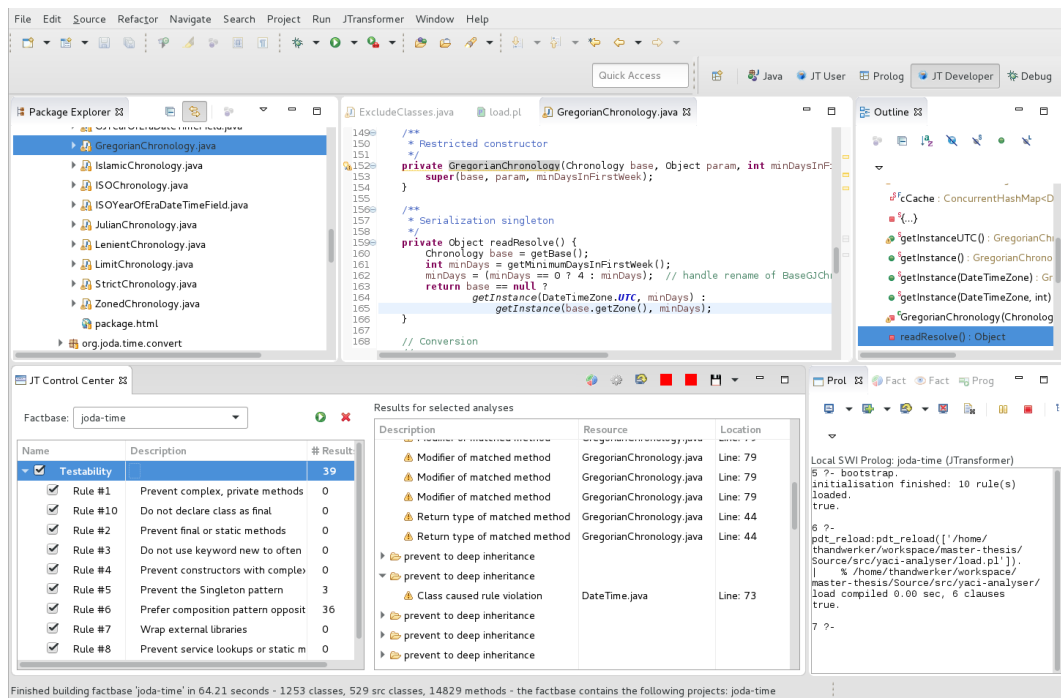 File Edit Source Refactor Navigate Search Project Run JTransformer Window Help
Quick Access Java JT User Prolog JT Developer Debug
Package Explorer
GregorianChronology.java
IslamicChronology.java
ISOChronology.java
ISOYearOfEraDateTimeField.java
JulianChronology.java
LenientChronology.java
LimitChronology.java
StrictChronology.java
ZonedChronology.java
package.html
org.joda.time.convert
ExcludeClasses.java load.pl GregorianChronology.java
149 /**
150 * Restricted constructor
151 */
152 private GregorianChronology(Chronology base, Object param, int minDaysInFi
153 super(base, param, minDaysInFirstWeek);
154 }
155
156 /**
157 * Serialization singleton
158 */
159 private Object readResolve() {
160 Chronology base = getBase();
161 int minDays = getMinimumDaysInFirstWeek();
162 minDays = (minDays == 0 ? 4 : minDays); // handle rename of BaseGJChr
163 return base == null ?
164 getInstance(DateTimeZone.UTC, minDays) :
165 getInstance(base.getZone(), minDays);
166 }
167
168 // Conversion
Outline
cCache : ConcurrentHashMap<D
{...}
getInstanceUTC() : GregorianChr
getInstance() : GregorianChrono
getInstance(DateTimeZone) : Gr
getInstance(DateTimeZone, int)
GregorianChronology(Chronolog
readResolve() : Object
JT Control Center
Factbase: joda-time
Name Description # Result
Testability 39
Rule #1 Prevent complex, private methods 0
Rule #10 Do not declare class as final 0
Rule #2 Prevent final or static methods 0
Rule #3 Do not use keyword new to often 0
Rule #4 Prevent constructors with complex 0
Rule #5 Prevent the Singleton pattern 3
Rule #6 Prefer composition pattern opposit 36
Rule #7 Wrap external libraries 0
Rule #8 Prevent service lookups or static m 0
Results for selected analyses
Description Resource Location
Modifier of matched method GregorianChronology.java Line: 79
Modifier of matched method GregorianChronology.java Line: 79
Modifier of matched method GregorianChronology.java Line: 79
Modifier of matched method GregorianChronology.java Line: 79
Return type of matched method GregorianChronology.java Line: 44
Return type of matched method GregorianChronology.java Line: 44
prevent to deep inheritance
prevent to deep inheritance
Class caused rule violation DateTime.java Line: 73
prevent to deep inheritance
prevent to deep inheritance
prevent to deep inheritance
Prol Fact Fact Prog
Local SWI Prolog: joda-time (JTransformer)
5 ?- bootstrap.
initialisation finished: 10 rule(s)
loaded.
true.
6 ?-
pdt_reload:pdt_reload(['/home/
thandwerker/workspace/master-thesis/
Source/src/yaci-analyser/load.pl']).
| % /home/thandwerker/workspace/
master-thesis/Source/src/yaci-analyser/
load compiled 0.00 sec, 6 clauses
true.
7 ?-
Finished building factbase 'joda-time' in 64.21 seconds - 1253 classes, 529 src classes, 14829 methods - the factbase contains the following projects: joda-time